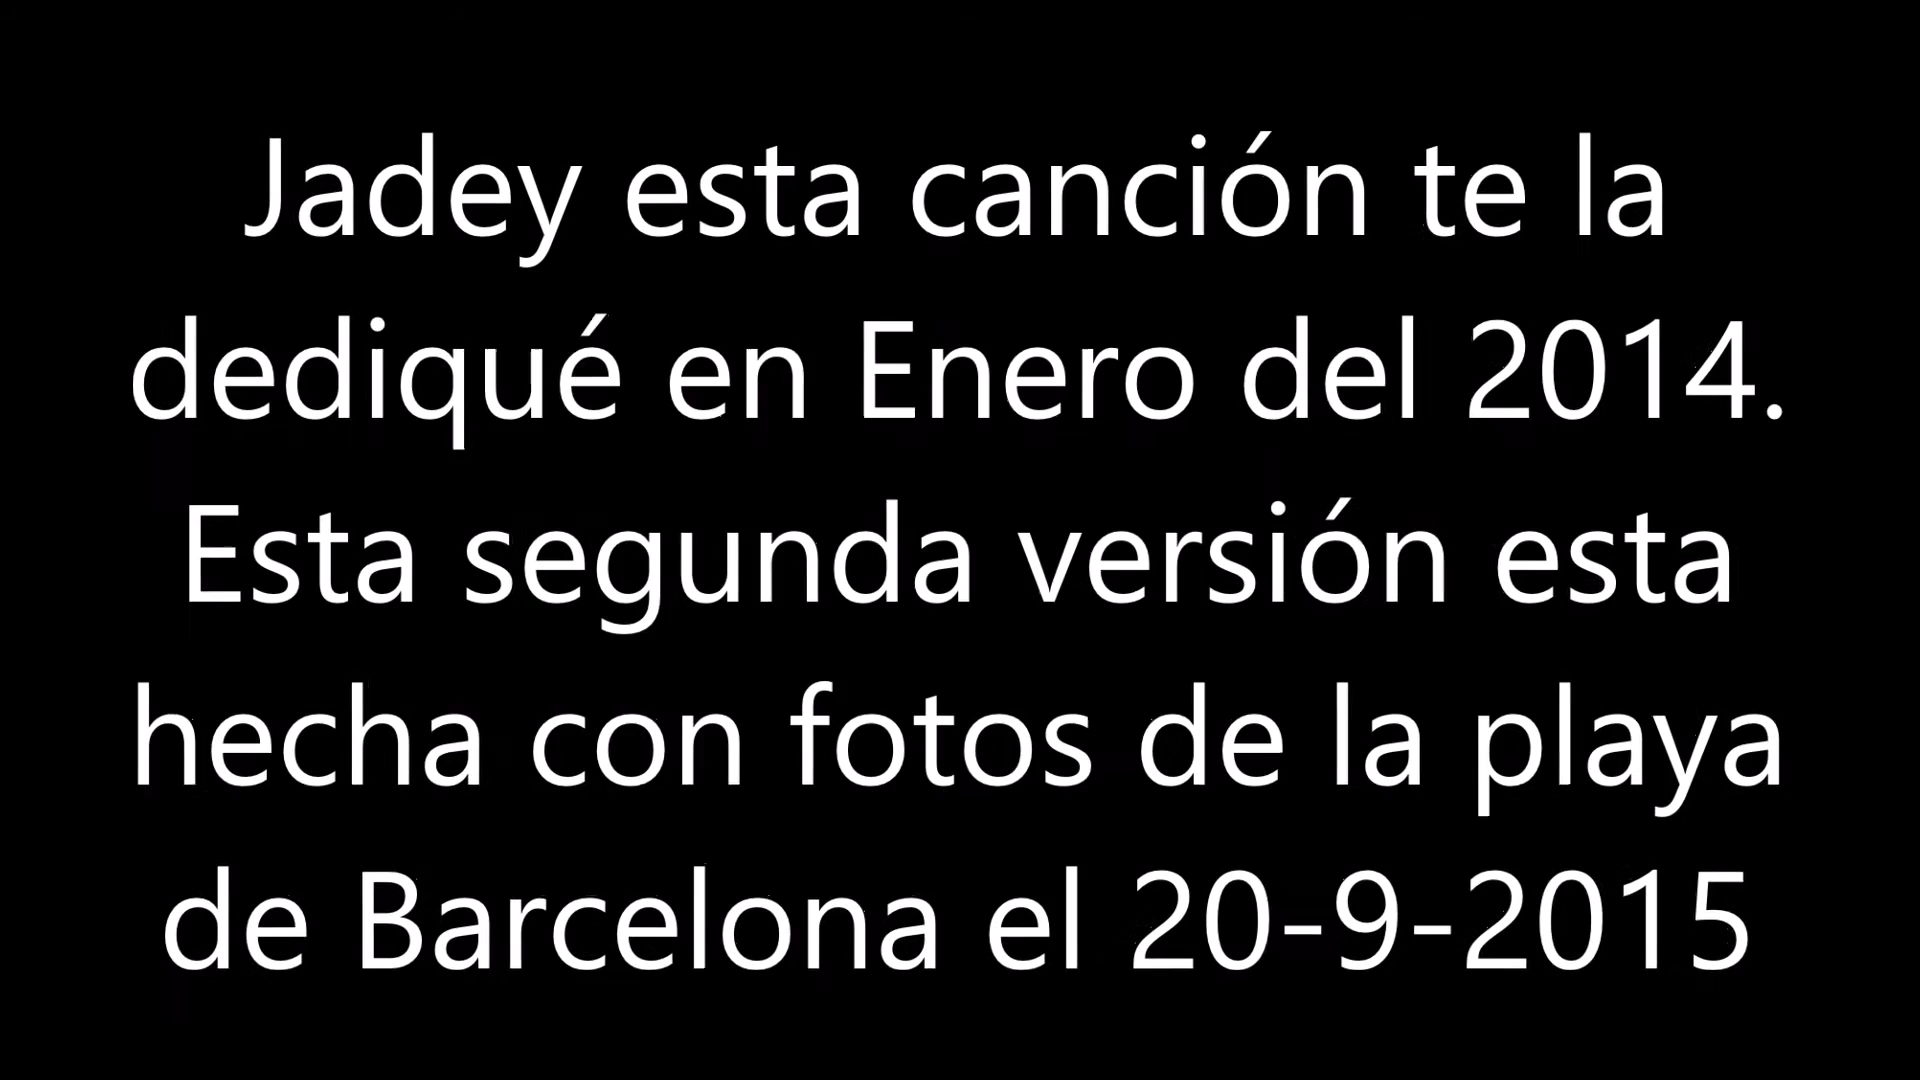 Jadey esta canción te la
dediqué en Enero del 2014.
Esta segunda versión esta
hecha con fotos de la playa
de Barcelona el 20-9-2015